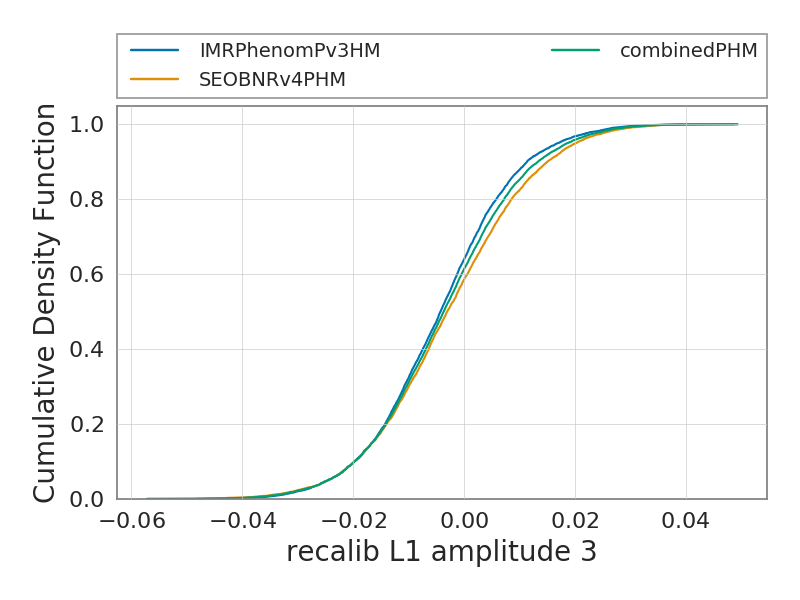 IMRPhenomPv3HM
SEOBNRv4PHM
combinedPHM
Cumulative Density Function
1.0
0.8
0.6
0.4
0.2
0.0
−0.06 −0.04 −0.02 0.00 0.02 0.04
recalib L1 amplitude 3